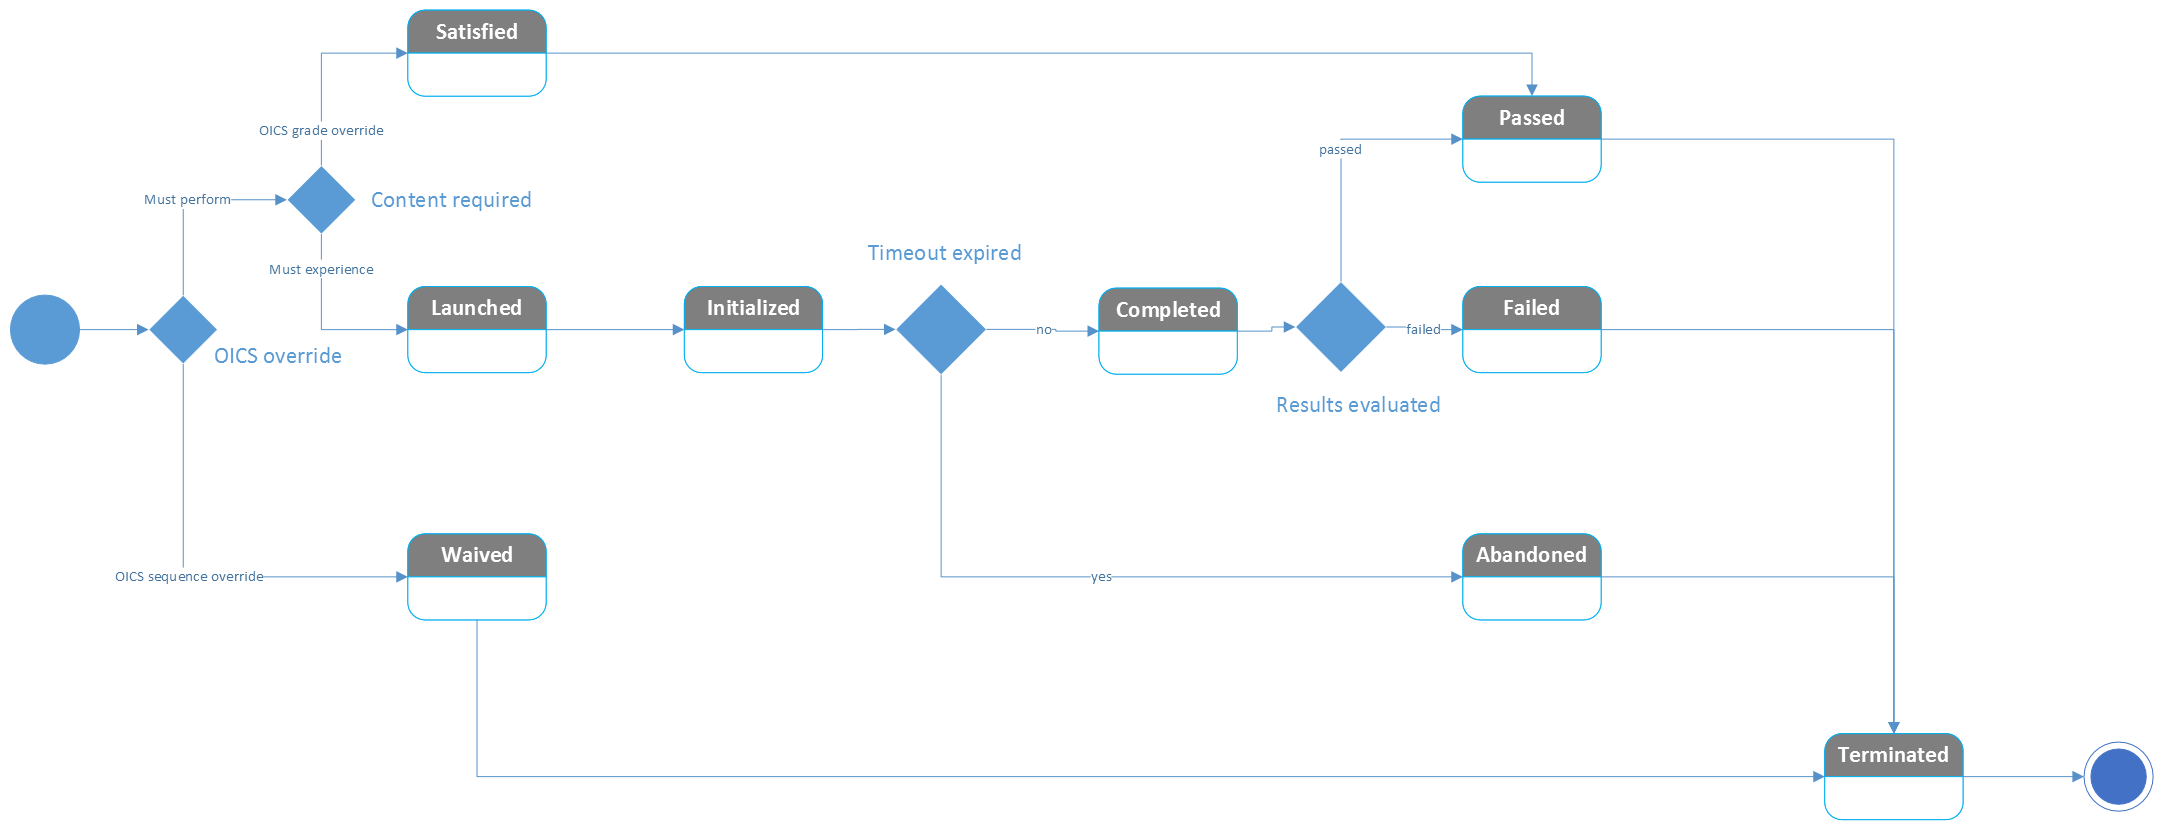 Satisfied
Passed
OICS grade override
passed
Must perform
Content required
Timeout expired
Must experience
Launched
Initialized
Completed
Failed
no
failed
OICS override
Results evaluated
Waived
Abandoned
OICS sequence override
yes
Terminated